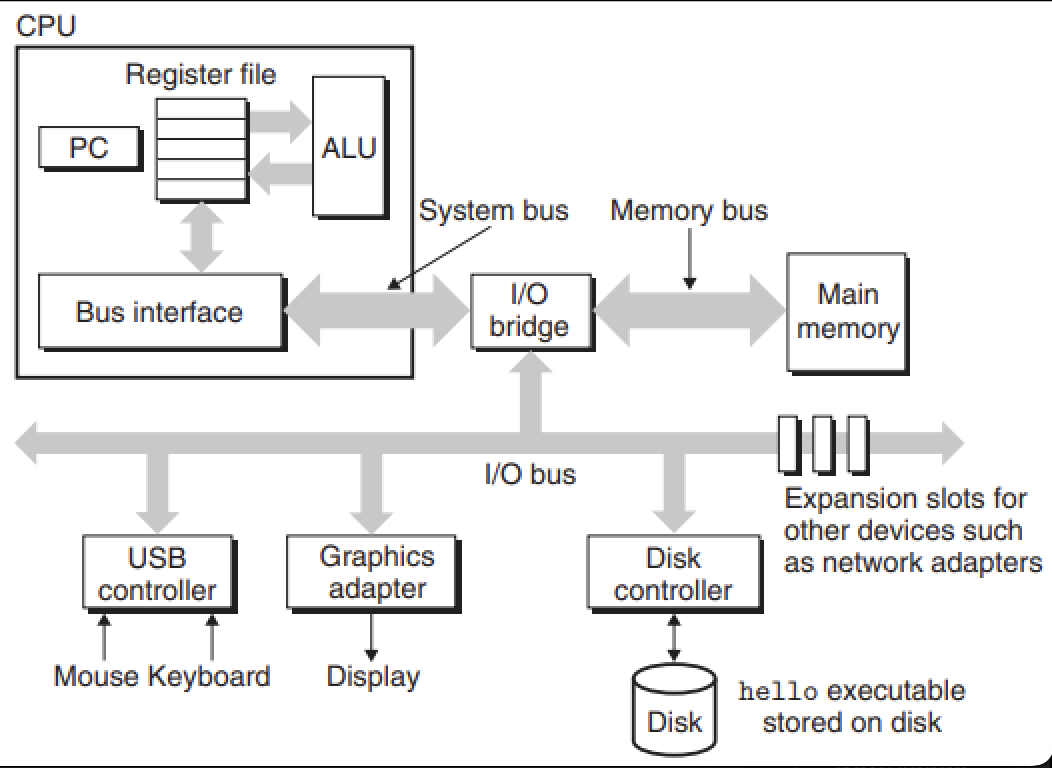 CPU
Register file
PC
ALU
System bus
Memory bus
Bus interface
I/O
bridge
Main
memory
I/O bus
Expansion slots for
other devices such
as network adapters
USB
controller
Graphics
adapter
Disk
controller
Mouse Keyboard
Display
Disk
hello executable
stored on disk